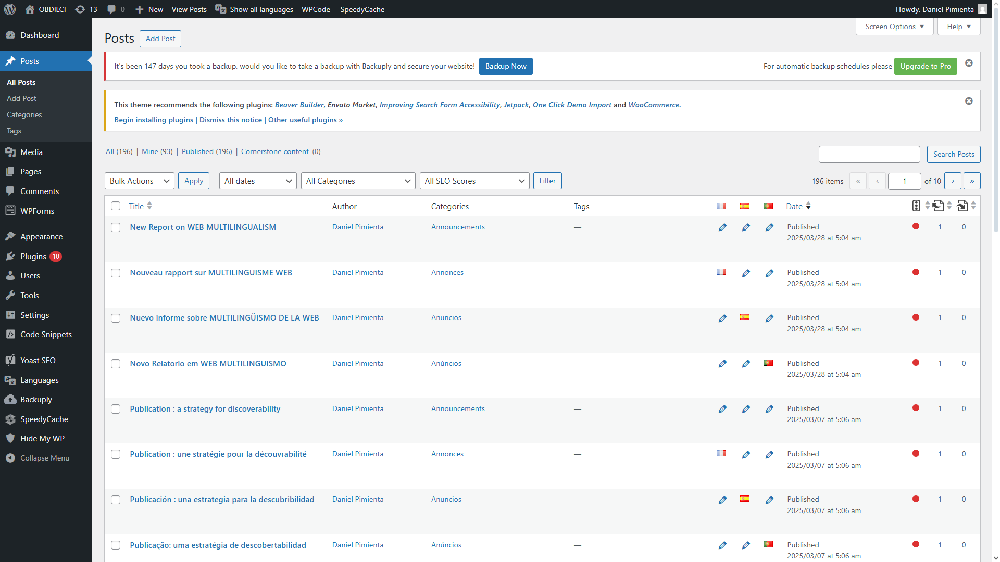 OBDILCI 13 0 New View Posts Show all languages WPCode SpeedyCache Howdy, Daniel Pimienta
Dashboard
Posts
All Posts
Add Post
Categories
Tags
Media
Pages
Comments
WPForms
Appearance
Plugins 10
Users
Tools
Settings
Code Snippets
Yoast SEO
Languages
Backuply
SpeedyCache
Hide My WP
Collapse Menu
Screen Options Help
Posts Add Post
It's been 147 days you took a backup, would you like to take a backup with Backuply and secure your website! Backup Now For automatic backup schedules please Upgrade to Pro
This theme recommends the following plugins: Beaver Builder, Envato Market, Improving Search Form Accessibility, Jetpack, One Click Demo Import and WooCommerce.
Begin installing plugins | Dismiss this notice | Other useful plugins »
All (196) | Mine (93) | Published (196) | Cornerstone content (0) Search Posts
Bulk Actions Apply All dates All Categories All SEO Scores Filter 196 items « ‹ 1 of 10 › »
Title Author Categories Tags Date
New Report on WEB MULTILINGUALISM Daniel Pimienta Announcements — Published 1 0
2025/03/28 at 5:04 am
Nouveau rapport sur MULTILINGUISME WEB Daniel Pimienta Annonces — Published 1 0
2025/03/28 at 5:04 am
Nuevo informe sobre MULTILINGÜISMO DE LA WEB Daniel Pimienta Anuncios — Published 1 0
2025/03/28 at 5:04 am
Novo Relatorio em WEB MULTILINGUISMO Daniel Pimienta Anúncios — Published 1 0
2025/03/28 at 5:04 am
Publication : a strategy for discoverability Daniel Pimienta Announcements — Published 1 0
2025/03/07 at 5:06 am
Publication : une stratégie pour la découvrabilité Daniel Pimienta Annonces — Published 1 0
2025/03/07 at 5:06 am
Publicación : una estrategia para la descubribilidad Daniel Pimienta Anuncios — Published 1 0
2025/03/07 at 5:06 am
Publicação: uma estratégia de descobertabilidad Daniel Pimienta Anúncios — Published 1 0
2025/03/07 at 5:06 am